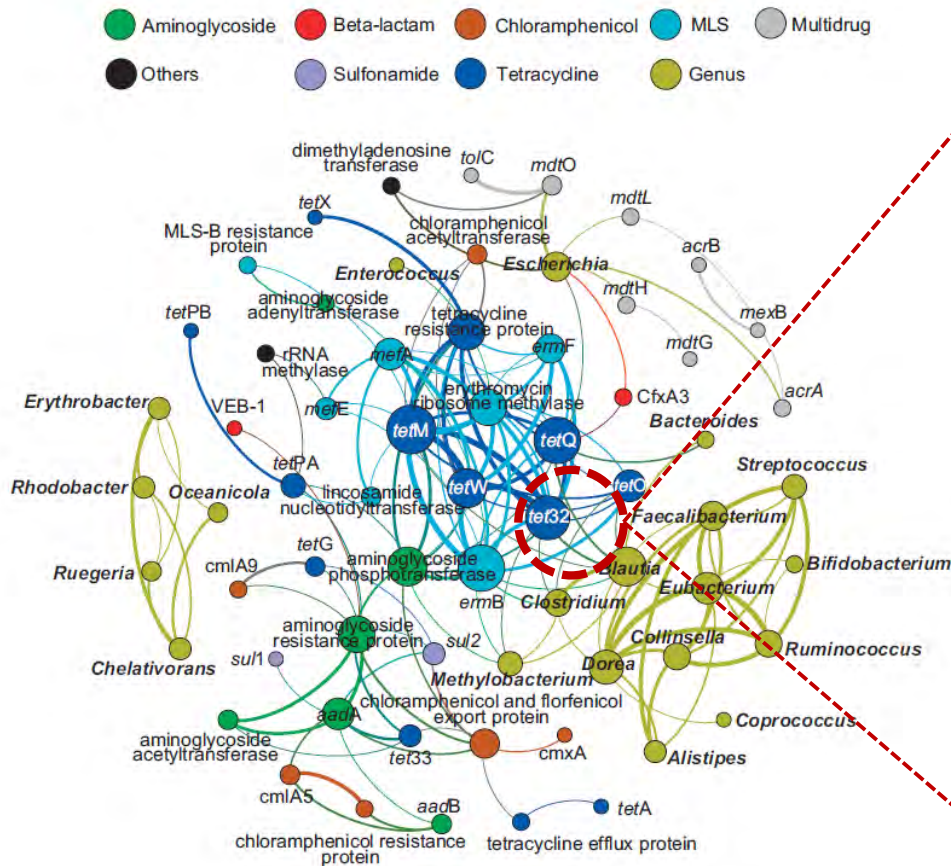 Aminoglycoside
Beta-lactam
Chloramphenicol
MLS
Multidrug
Others
Sulfonamide
Tetracycline
Genus
dimethyladenosine
transferase
tolC
mdtO
tetX
mdtL
MLS-B resistance
protein
chloramphenicol
acetyltransferase
acrB
Enterococcus
Escherichia
mdtH
mexB
tetPB
aminoglycoside
adenyltransferase
tetracycline
resistance protein
mdtG
rRNA
methylase
mefA
ermF
acrA
Erythrobacter
VEB-1
mefE
erythromycin
ribosome methylase
CfxA3
Bacteroides
tetM
tetQ
Streptococcus
Rhodobacter
Oceanicola
tetPA
lincosamide
nucleotidyltransferase
tetW
tetO
tet32
Faecalibacterium
Ruegeria
cmlA9
tetG
aminoglycoside
phosphotransferase
ermB
Blautia
Bifidobacterium
Clostridium
Eubacterium
aminoglycoside
resistance protein
sul2
Collinsella
Ruminococcus
Chelativorans
sul1
Methylobacterium
Dorea
aadA
chloramphenicol and florfenicol
export protein
Coprococcus
aminoglycoside
acetyltransferase
tet33
cmxA
Alistipes
cmlA5
aadB
tetA
chloramphenicol resistance
protein
tetracycline efflux protein